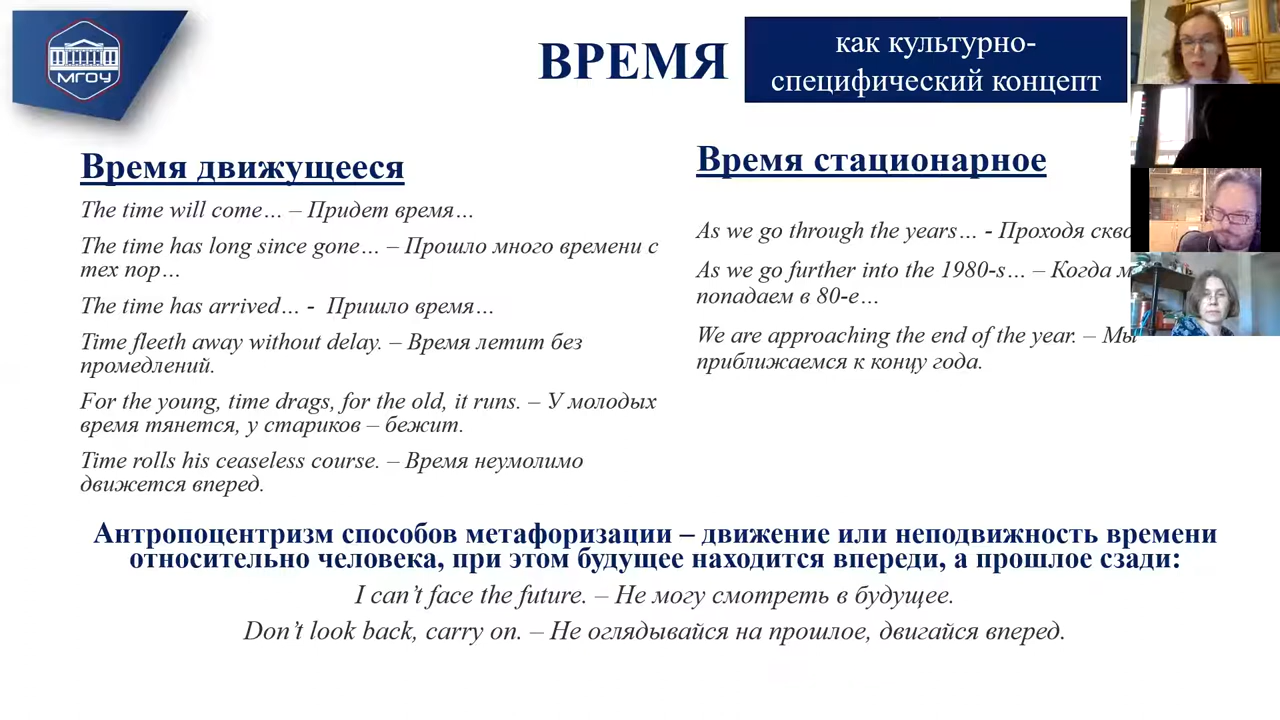 МГОУ
ВРЕМЯ
как культурно-
специфический концепт
Время движущееся
The time will come… – Придет время…
The time has long since gone… – Прошло много времени с
тех пор…
The time has arrived… - Пришло время…
Time fleeth away without delay. – Время летит без
промедлений.
For the young, time drags, for the old, it runs. – У молодых
время тянется, у стариков – бежит.
Time rolls his ceaseless course. – Время неумолимо
движется вперед.
Время стационарное
As we go through the years… - Проходя
As we go further into the 1980-s… – Когда
попадаем в 80-е…
We are approaching the end of the year. – Мы
приближаемся к концу года.
Антропоцентризм способов метафоризации – движение или неподвижность времени
относительно человека, при этом будущее находится впереди, а прошлое сзади:
I can’t face the future. – Не могу смотреть в будущее.
Don’t look back, carry on. – Не оглядывайся на прошлое, двигайся вперед.